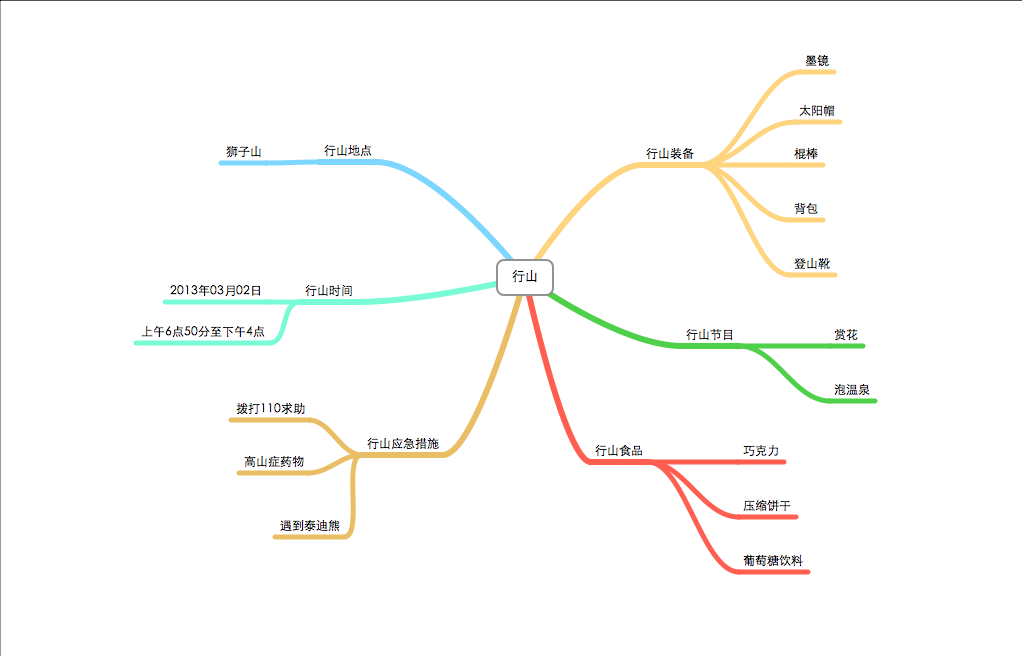 行山
行山地点
狮子山
行山时间
2013年03月02日
上午6点50分至下午4点
行山应急措施
拨打110求助
高山症药物
遇到泰迪熊
行山装备
墨镜
太阳帽
棍棒
背包
登山靴
行山节目
赏花
泡温泉
行山食品
巧克力
压缩饼干
葡萄糖饮料